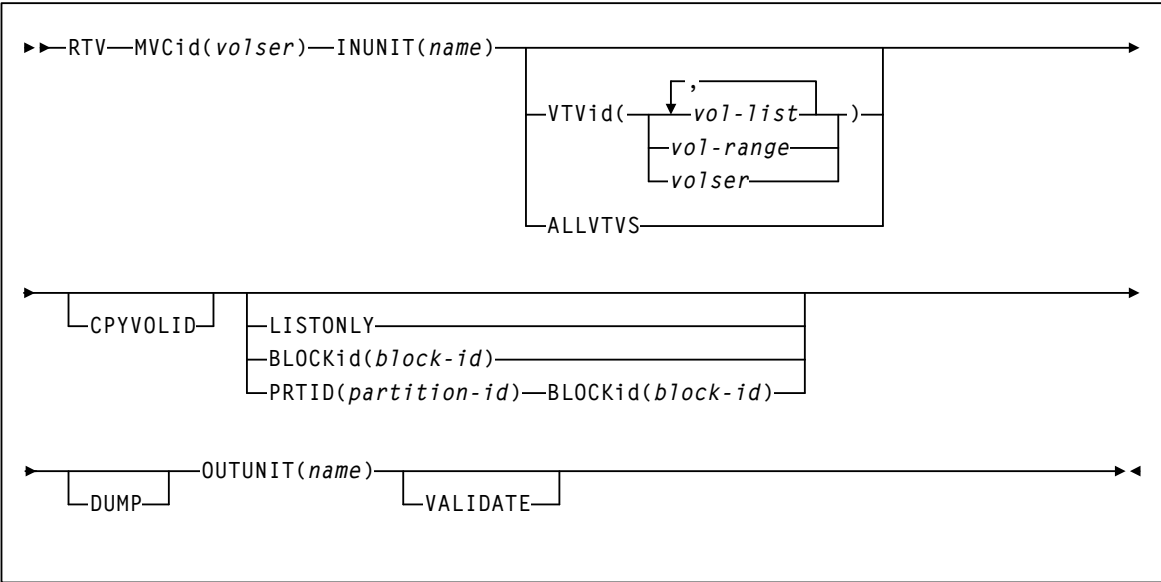 RTV MVCid(volser) INUNIT(name)
,
VTVid( vol-list )
vol-range
volser
ALLVTVS
CPYVOLID LISTONLY
BLOCKid(block-id)
PRTID(partition-id) BLOCKid(block-id)
OUTUNIT(name)
DUMP VALIDATE